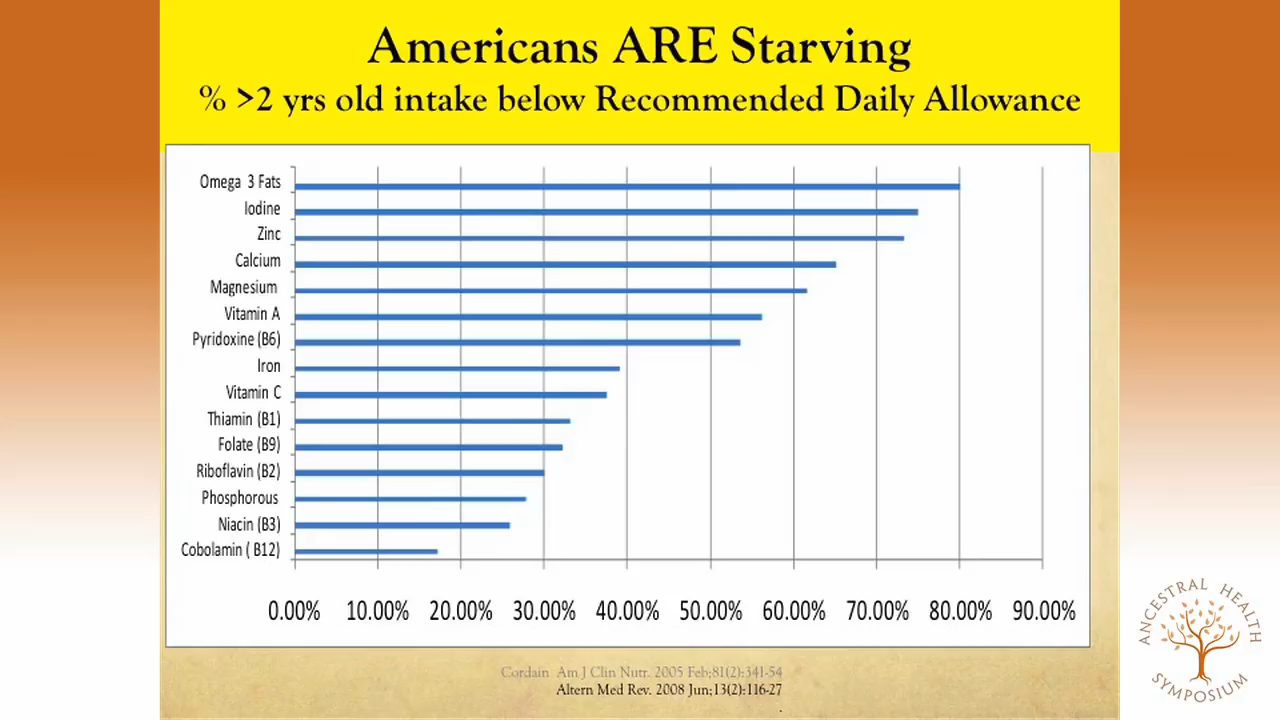 Americans ARE Starving
% >2 yrs old intake below Recommended Daily Allowance
Omega 3 Fats
Iodine
Zinc
Calcium
Magnesium
Vitamin A
Pyridoxine (B6)
Iron
Vitamin C
Thiamin (B1)
Folate (B9)
Riboflavin (B2)
Phosphorous
Niacin (B3)
Cobolamin ( B12)
0.00% 10.00% 20.00% 30.00% 40.00% 50.00% 60.00% 70.00% 80.00% 90.00%
Cordain Am J Clin Nutr. 2005 Feb;81(2):341-54
Altern Med Rev. 2008 Jun;13(2):116-27
.
ANCESTRAL HEALTH
SYMPOSIUM